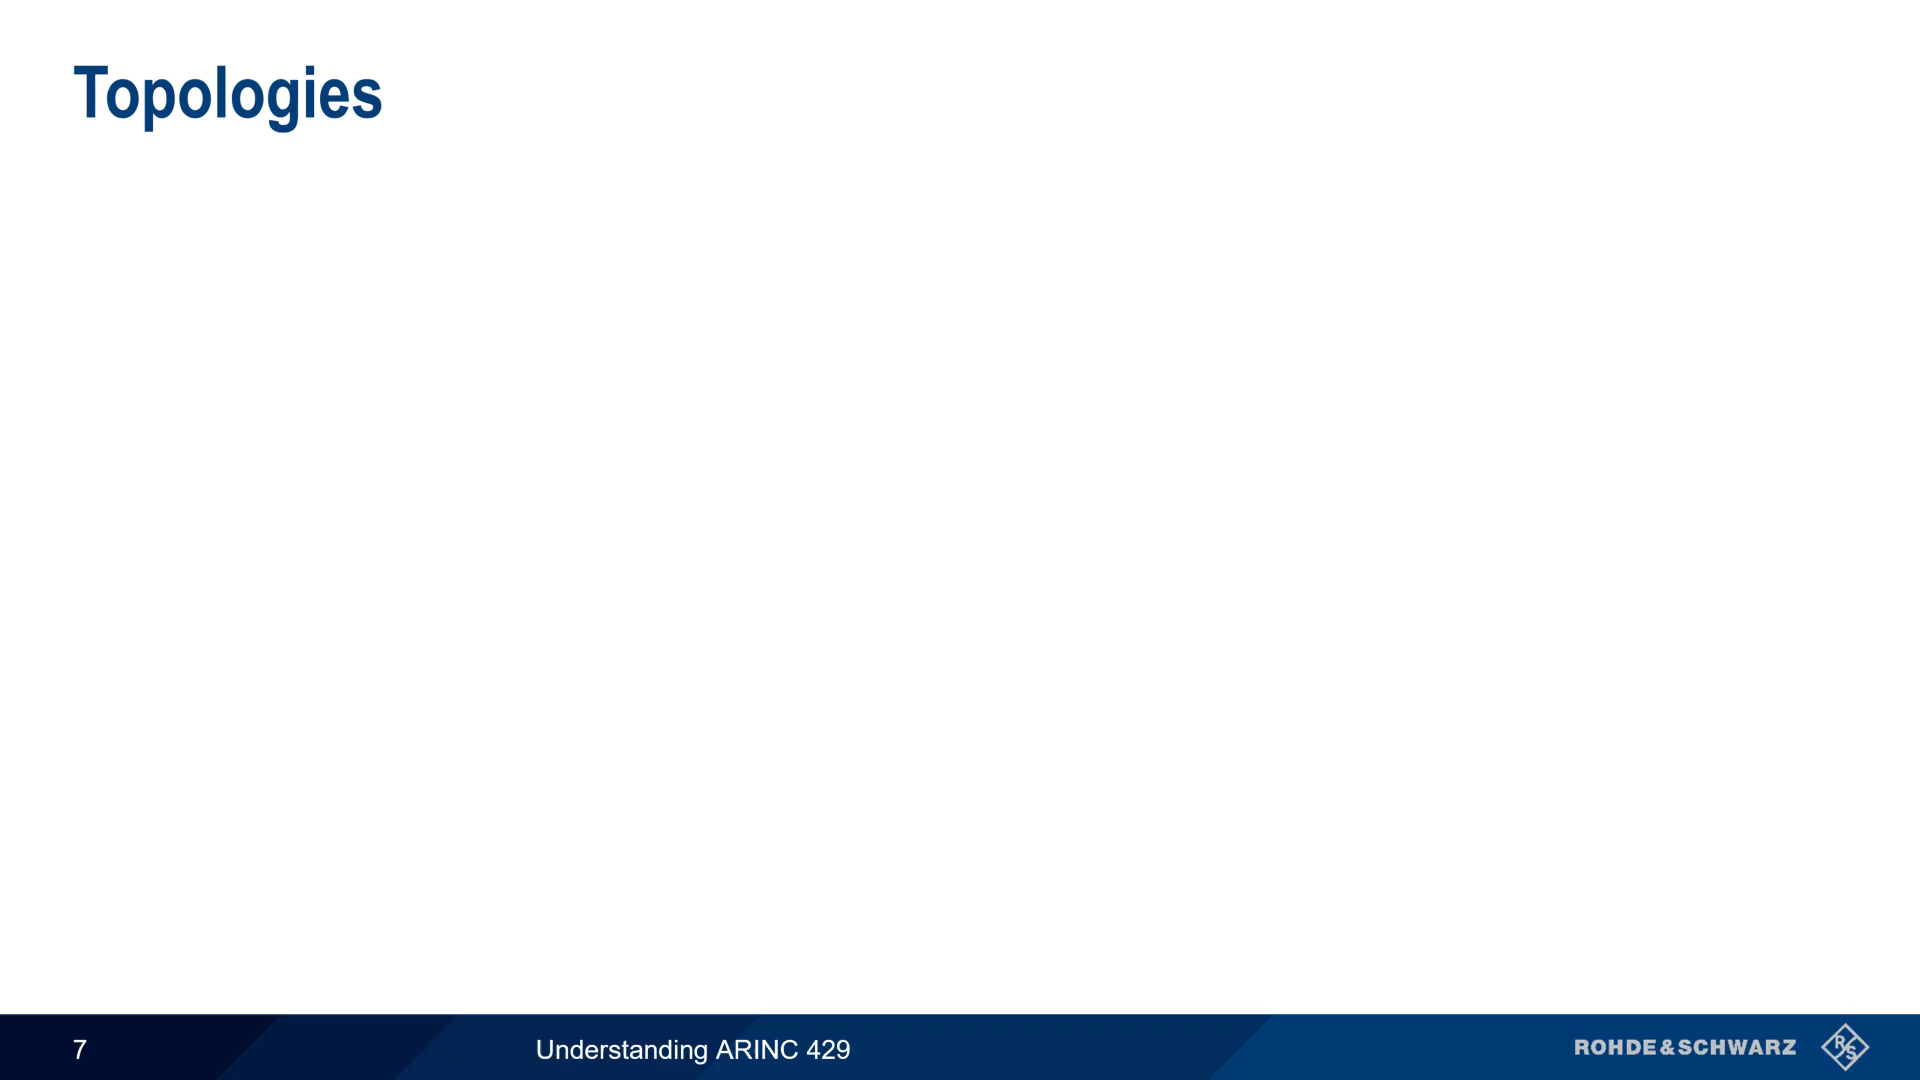 Topologies
7
Understanding ARINC 429
ROHDE&SCHWARZ
R&S